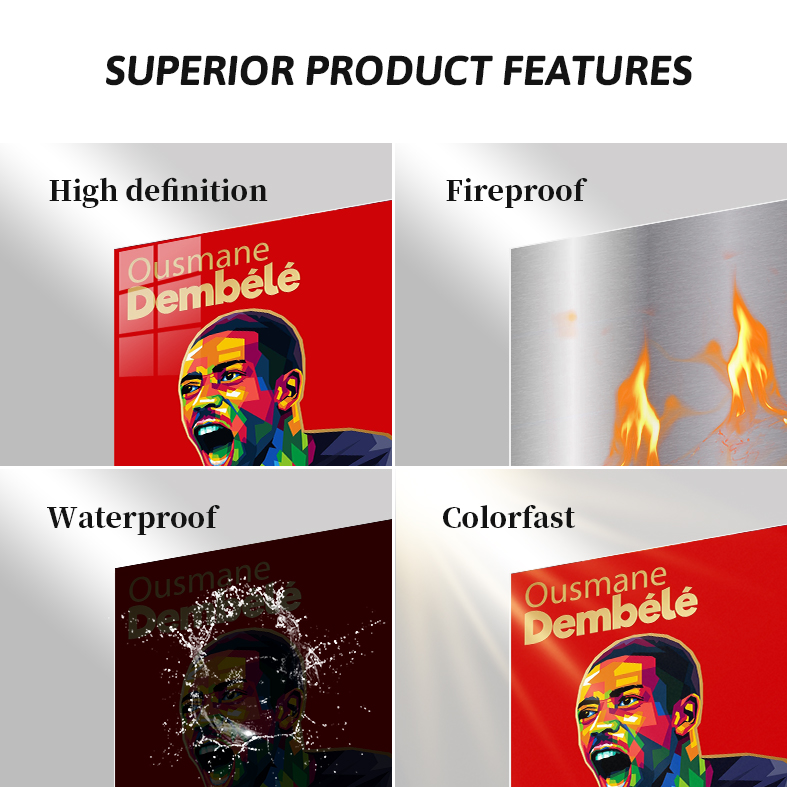 SUPERIOR PRODUCT FEATURES
High definition
Ousmane
Dembélé
Fireproof
Waterproof
Ousmane
Dembélé
Colorfast
Ousmane
Dembélé